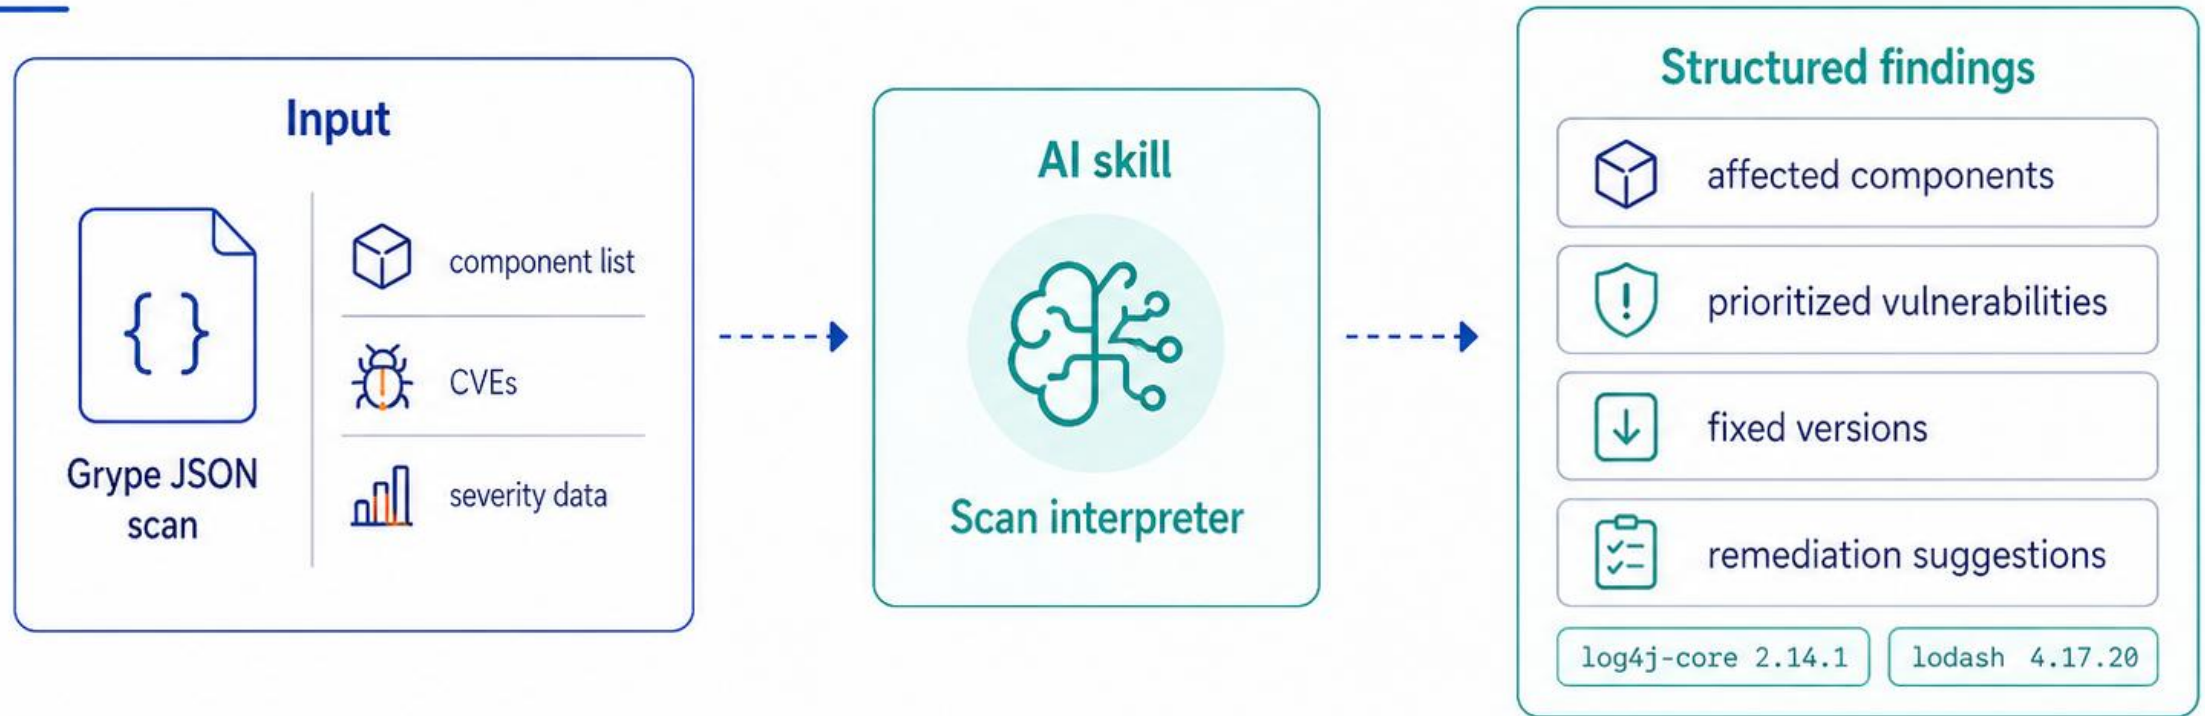 Input
{ }
Grype JSON
scan
component list
CVEs
severity data
AI skill
Scan interpreter
Structured findings
affected components
prioritized vulnerabilities
fixed versions
remediation suggestions
log4j-core 2.14.1
lodash 4.17.20